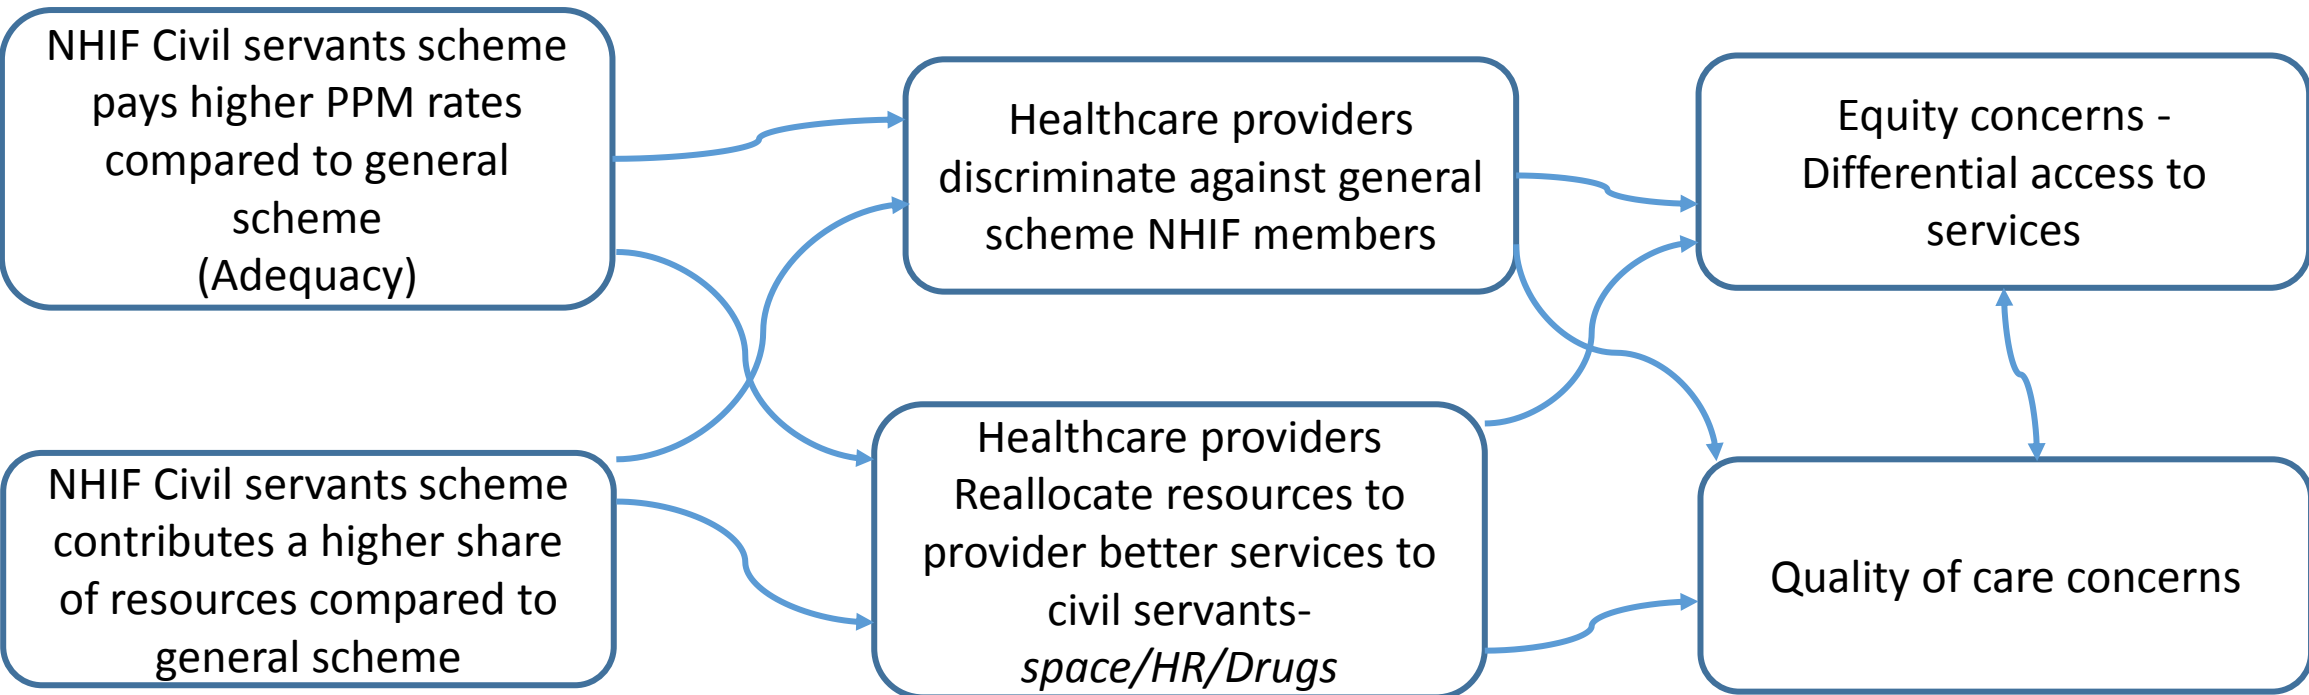 NHIF Civil servants scheme
pays higher PPM rates
compared to general
scheme
(Adequacy)
Healthcare providers
discriminate against general
scheme NHIF members
Equity concerns -
Differential access to
services
NHIF Civil servants scheme
contributes a higher share
of resources compared to
general scheme
Healthcare providers
Reallocate resources to
provider better services to
civil servants-
space/HR/Drugs
Quality of care concerns